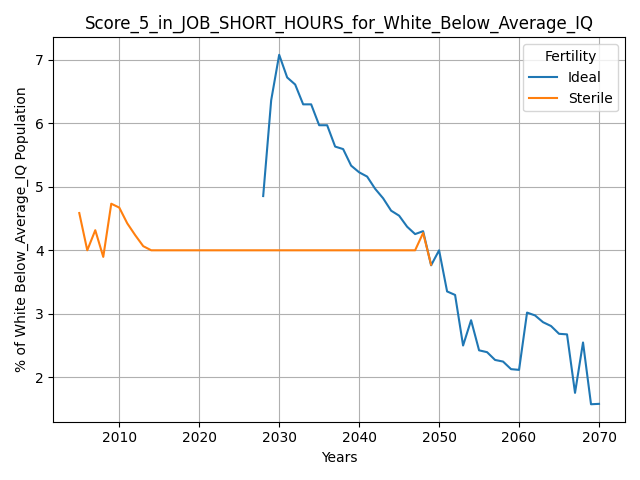 Score_5_in_JOB_SHORT_HOURS_for_White_Below_Average_IQ
Fertility
Ideal
Sterile
% of White Below_Average_IQ Population
7
6
5
4
3
2
2010 2020 2030 2040 2050 2060 2070
Years